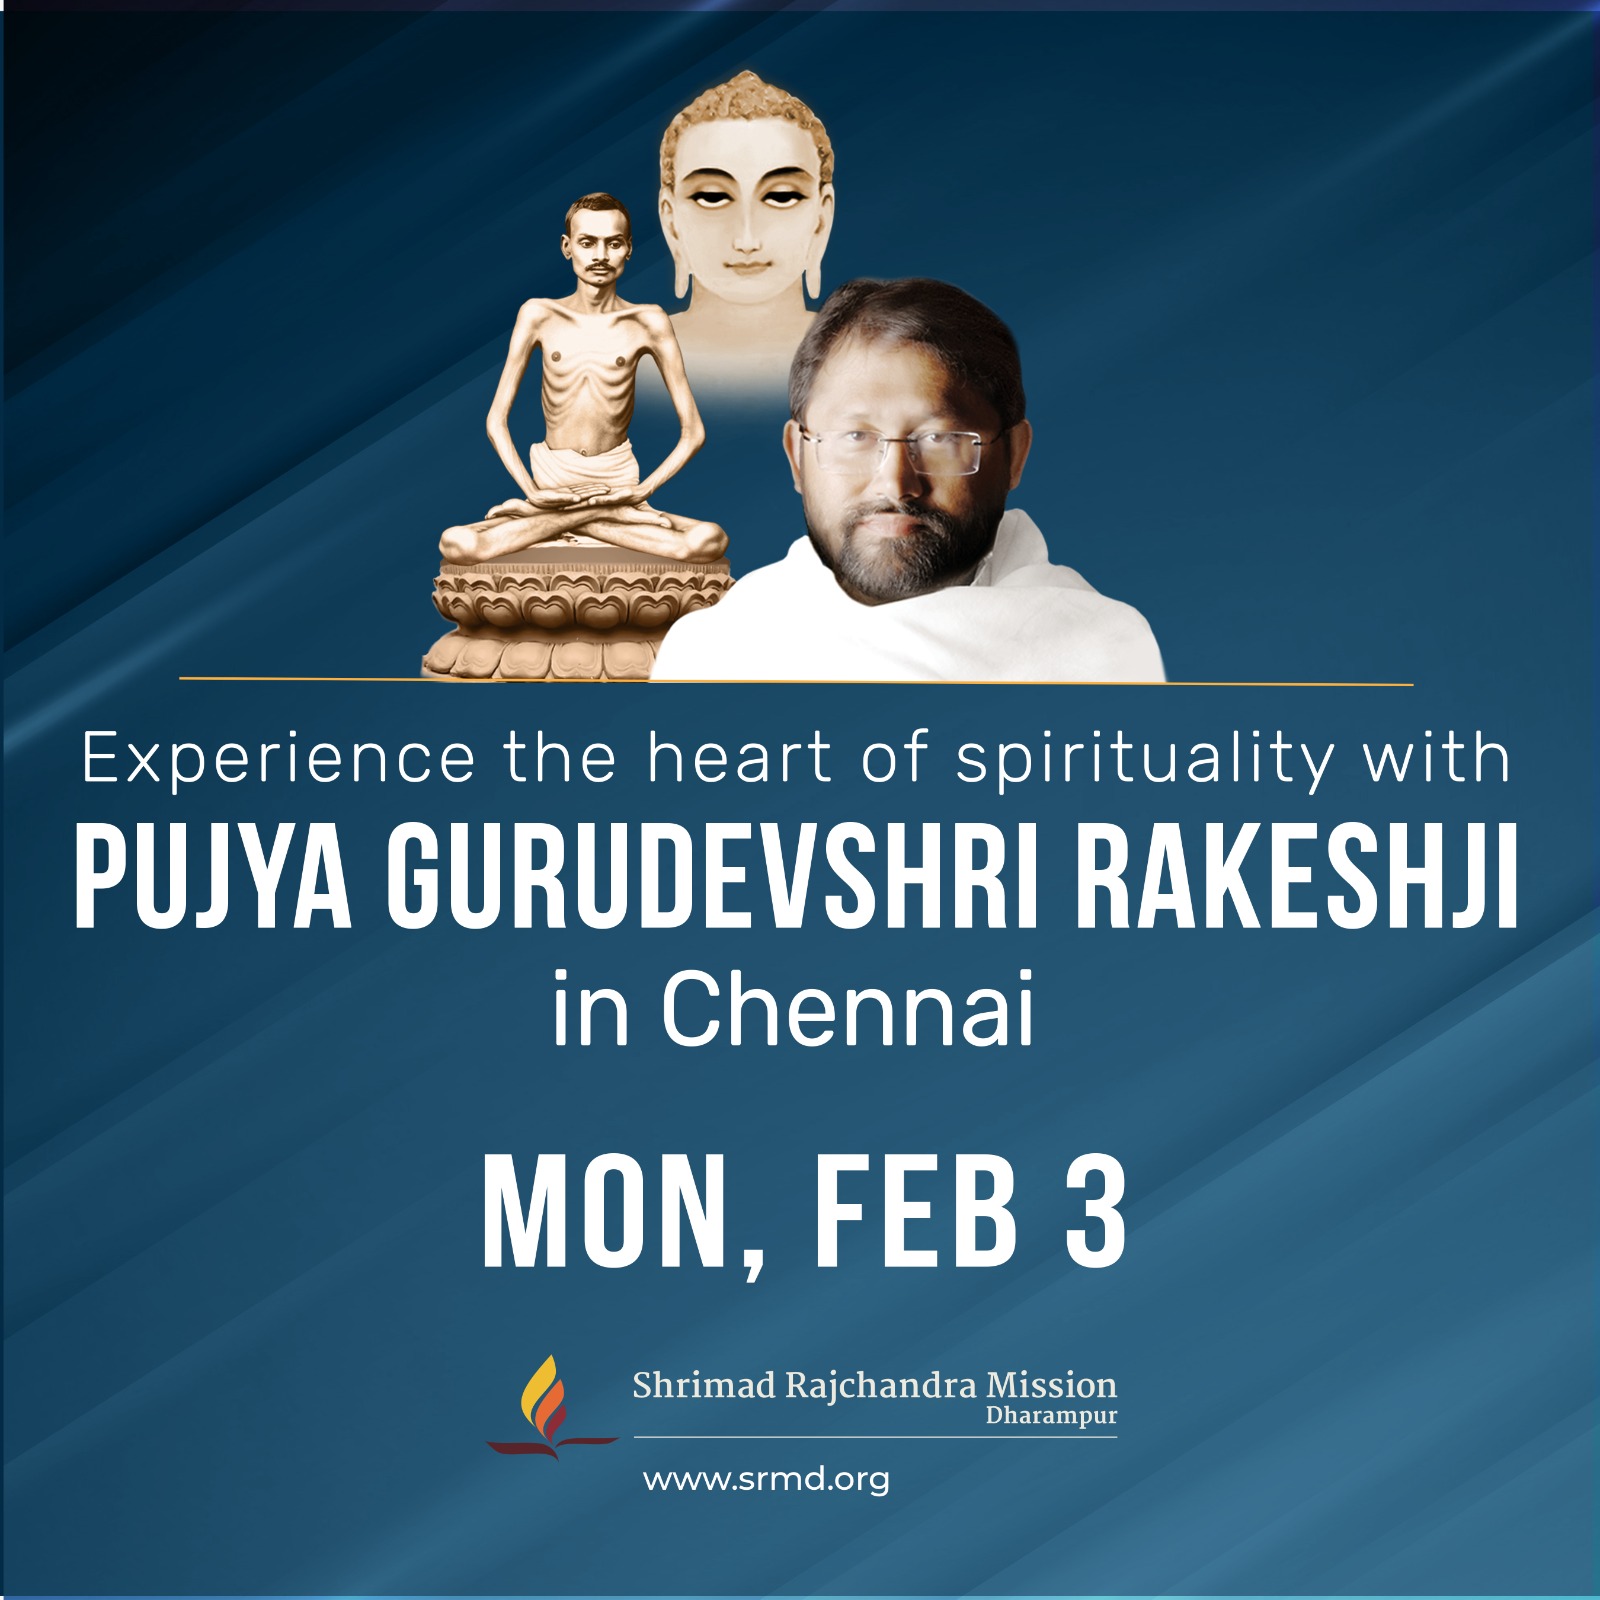 Experience the heart of spirituality with
PUJYA GURUDEVSHRI RAKESHJI
in Chennai
MON, FEB 3
Shrimad Rajchandra Mission
Dharampur
www.srmd.org